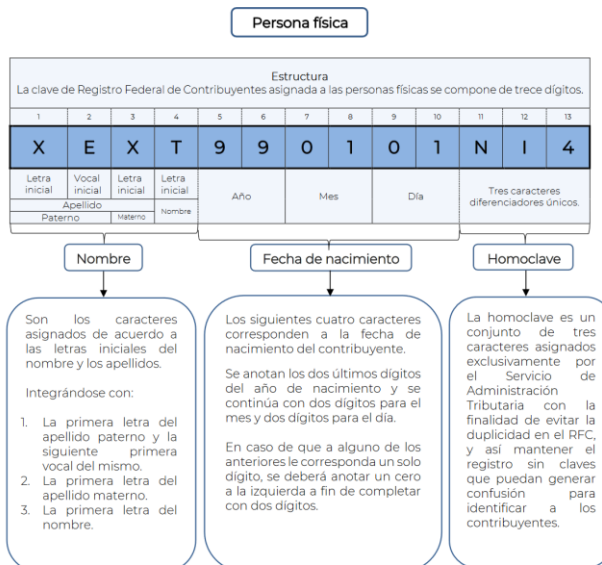 Persona física
Estructura
La clave de Registro Federal de Contribuyentes asignada a las personas físicas se compone de trece dígitos.
1 2 3 4 5 6 7 8 9 10 11 12 13
X E X T 9 9 0 1 0 1 N I 4
Letra inicial
Vocal inicial
Letra inicial
Letra inicial
Apellido
Paterno
Materno
Nombre
Año
Mes
Día
Tres caracteres
diferenciadores únicos.
Nombre
Fecha de nacimiento
Homoclave
Son los caracteres
asignados de acuerdo a
las letras iniciales del
nombre y los apellidos.
Integrándose con:
1. La primera letra del
apellido paterno y la
siguiente primera
vocal del mismo.
2. La primera letra del
apellido materno.
3. La primera letra del
nombre.
Los siguientes cuatro caracteres
corresponden a la fecha de
nacimiento del contribuyente.
Se anotan los dos últimos dígitos
del año de nacimiento y se
continúa con dos dígitos para el
mes y dos dígitos para el día.
En caso de que a alguno de los
anteriores le corresponda un solo
dígito, se deberá anotar un cero
a la izquierda a fin de completar
con dos dígitos.
La homoclave es un
conjunto de tres
caracteres asignados
exclusivamente por
el Servicio de
Administración
Tributaria con la
finalidad de evitar la
duplicidad en el RFC,
y así mantener el
registro sin claves
que puedan generar
confusión para
identificar a los
contribuyentes.